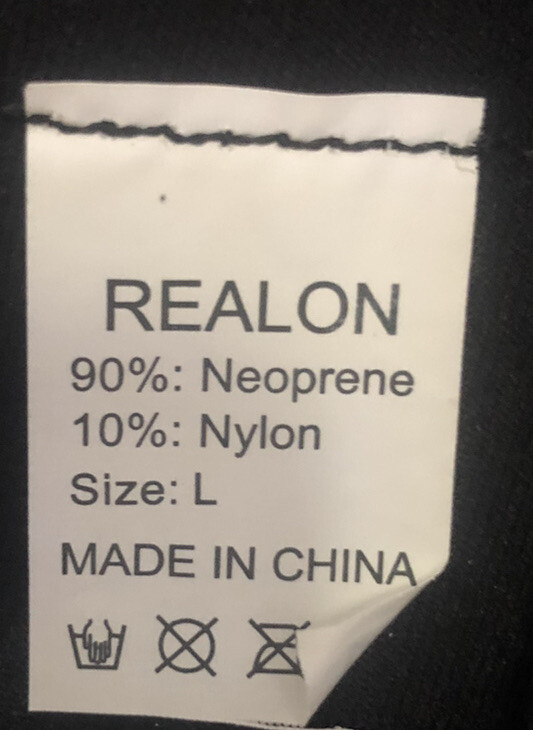 REALON
90%: Neoprene
10%: Nylon
Size: L
MADE IN CHINA